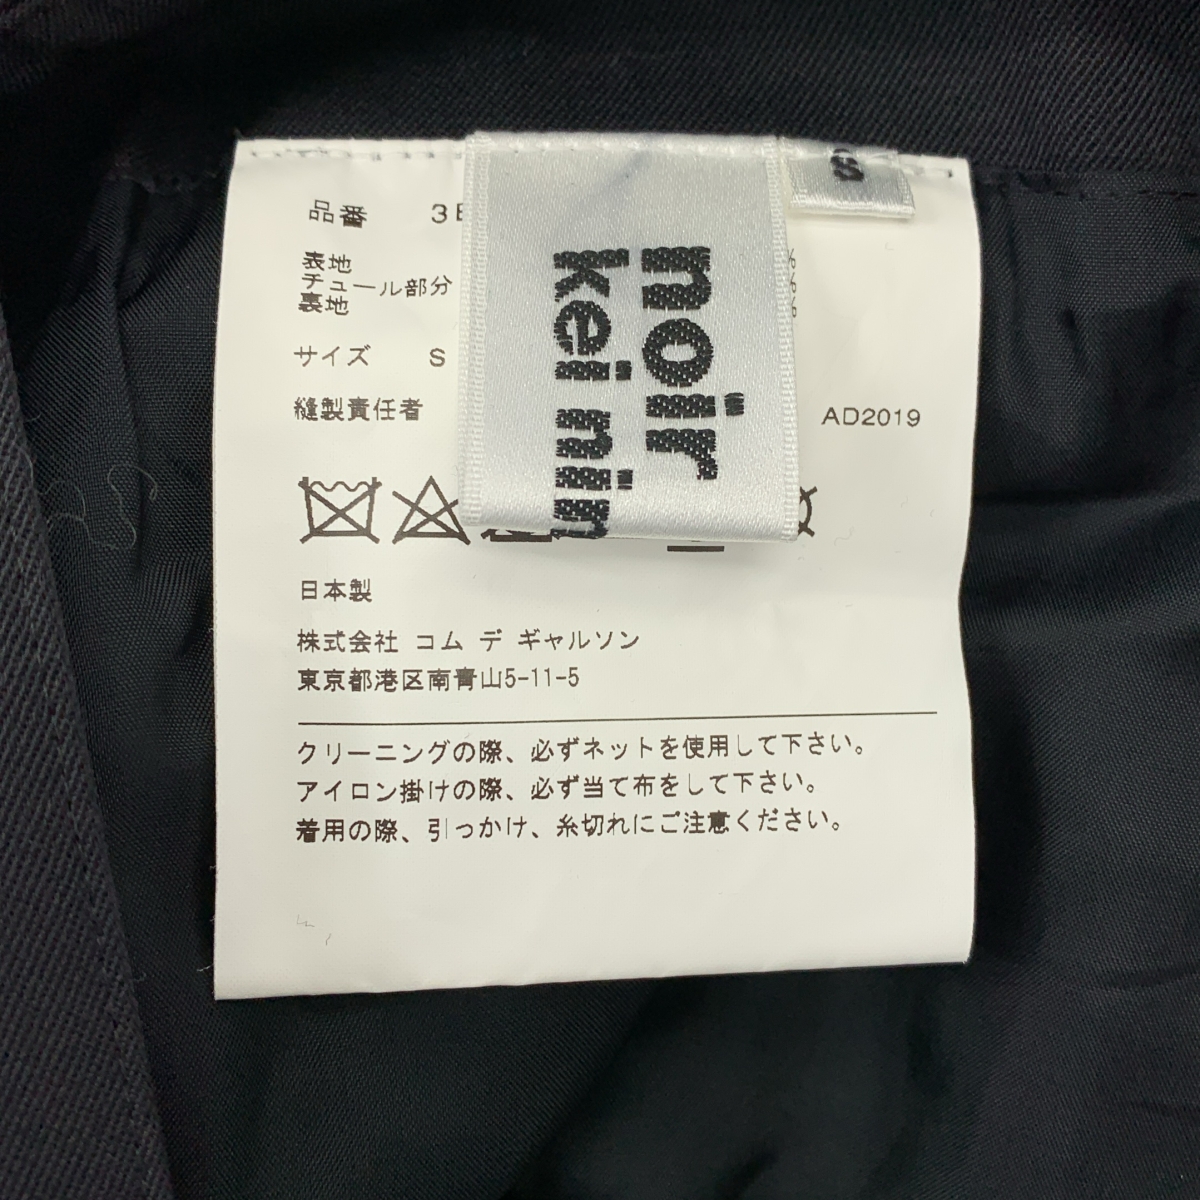 品番 3
表地
チュール部分
裏地
サイズ S
縫製責任者 AD2019
noir
kei nin
S
日本製
株式会社 コム デ ギャルソン
東京都港区南青山5-11-5
クリーニングの際、必ずネットを使用して下さい。
アイロン掛けの際、必ず当て布をして下さい。
着用の際、引っかけ、糸切れにご注意ください。